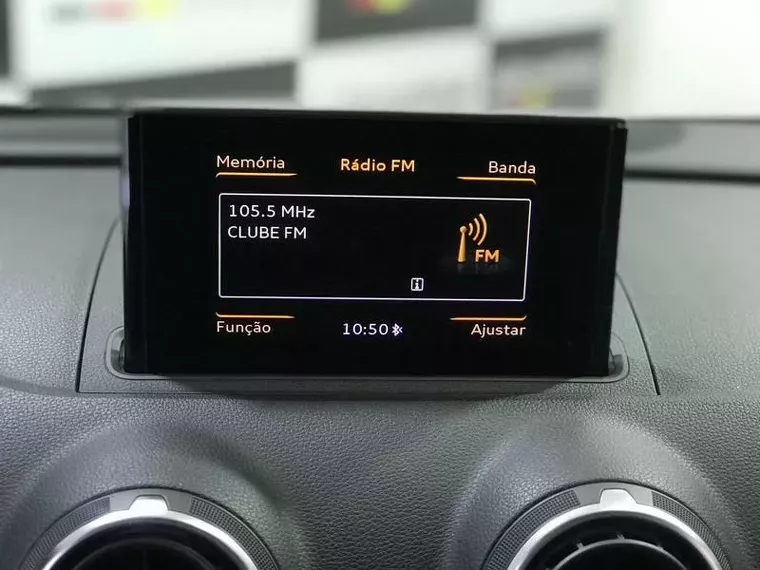 Memória Rádio FM Banda
105.5 MHz
CLUBE FM
FM
i
Função 10:50 Ajustar